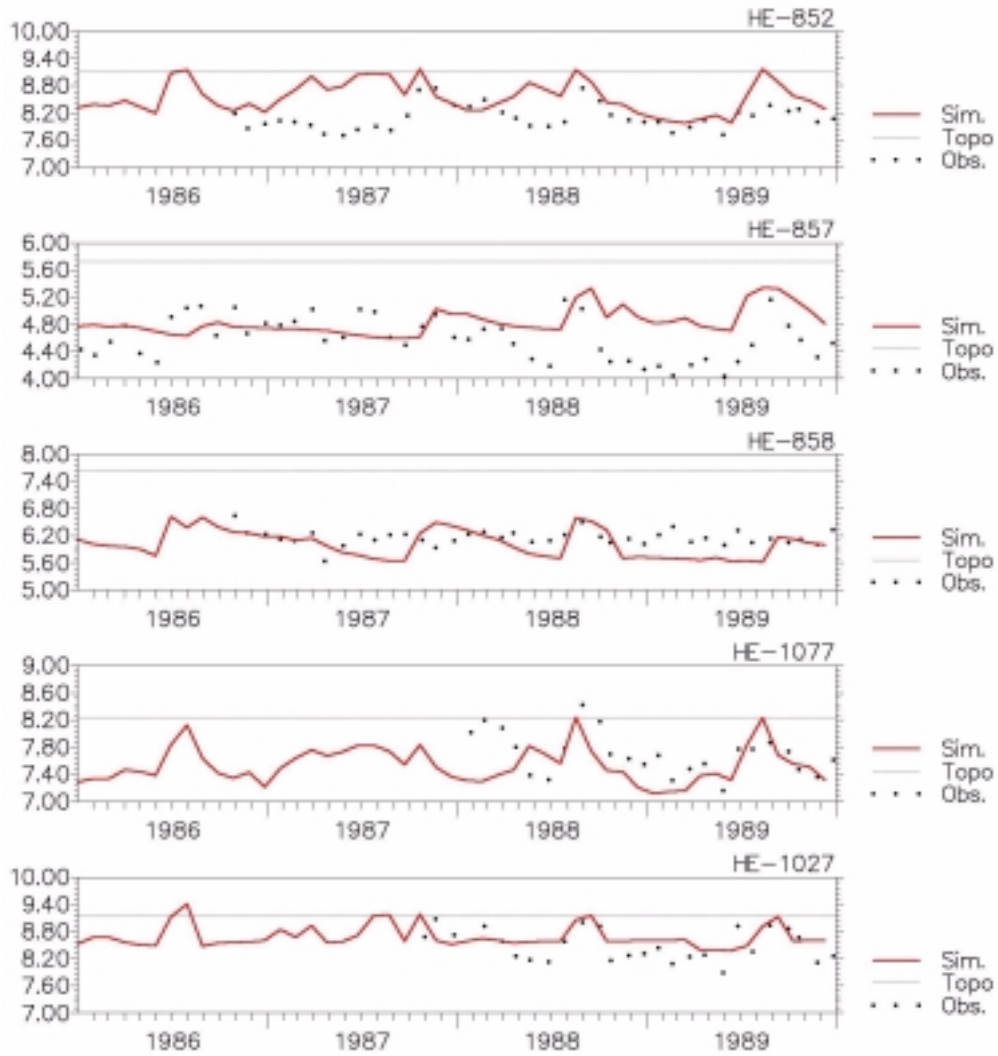 HE-852
10.00
9.40
8.80
8.20
7.60
7.00
Sim.
Topo
Obs.
1986 1987 1988 1989
HE-857
6.00
5.60
5.20
4.80
4.40
4.00
Sim.
Topo
Obs.
1986 1987 1988 1989
HE-858
8.00
7.40
6.80
6.20
5.60
5.00
Sim.
Topo
Obs.
1986 1987 1988 1989
HE-1077
9.00
8.60
8.20
7.80
7.40
7.00
Sim.
Topo
Obs.
1986 1987 1988 1989
HE-1027
10.00
9.40
8.80
8.20
7.60
7.00
Sim.
Topo
Obs.
1986 1987 1988 1989